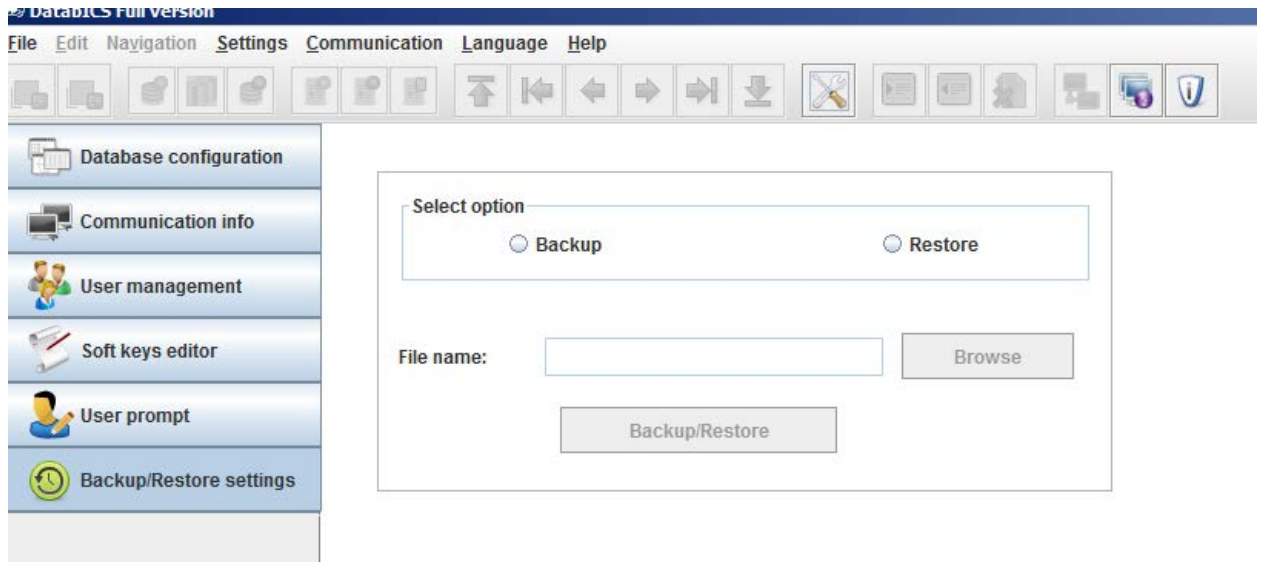 DatabICS Full Version
File Edit Navigation Settings Communication Language Help
Database configuration
Communication info
User management
Soft keys editor
User prompt
Backup/Restore settings
Select option
Backup Restore
File name: Browse
Backup/Restore